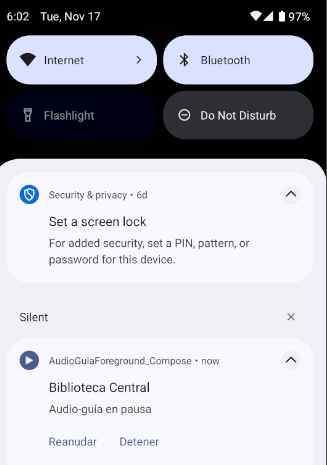 6:02 Tue, Nov 17 97%
Internet Bluetooth
Flashlight Do Not Disturb
Security & privacy • 6d
Set a screen lock
For added security, set a PIN, pattern, or
password for this device.
Silent
AudioGuiaForeground_Compose • now
Biblioteca Central
Audio-guía en pausa
Reanudar Detener